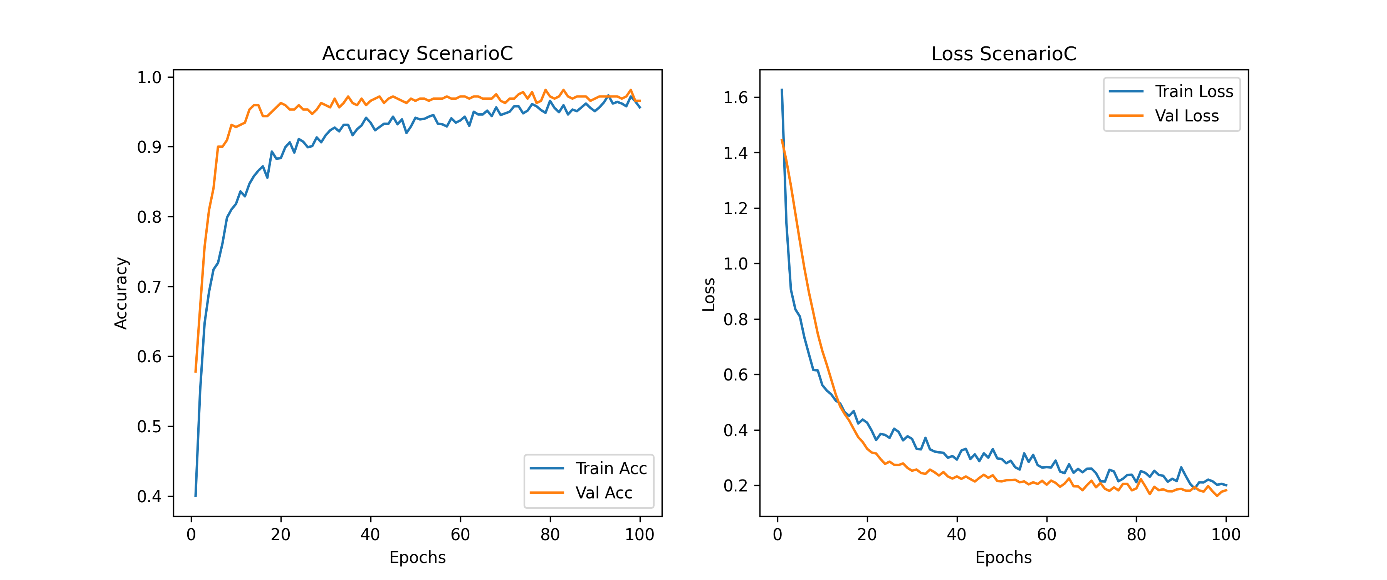 Accuracy ScenarioC
1.0
0.9
0.8
0.7
0.6
0.5
0.4
Accuracy
0 20 40 60 80 100
Epochs
Train Acc
Val Acc
Loss ScenarioC
1.6
1.4
1.2
1.0
0.8
0.6
0.4
0.2
Loss
0 20 40 60 80 100
Epochs
Train Loss
Val Loss